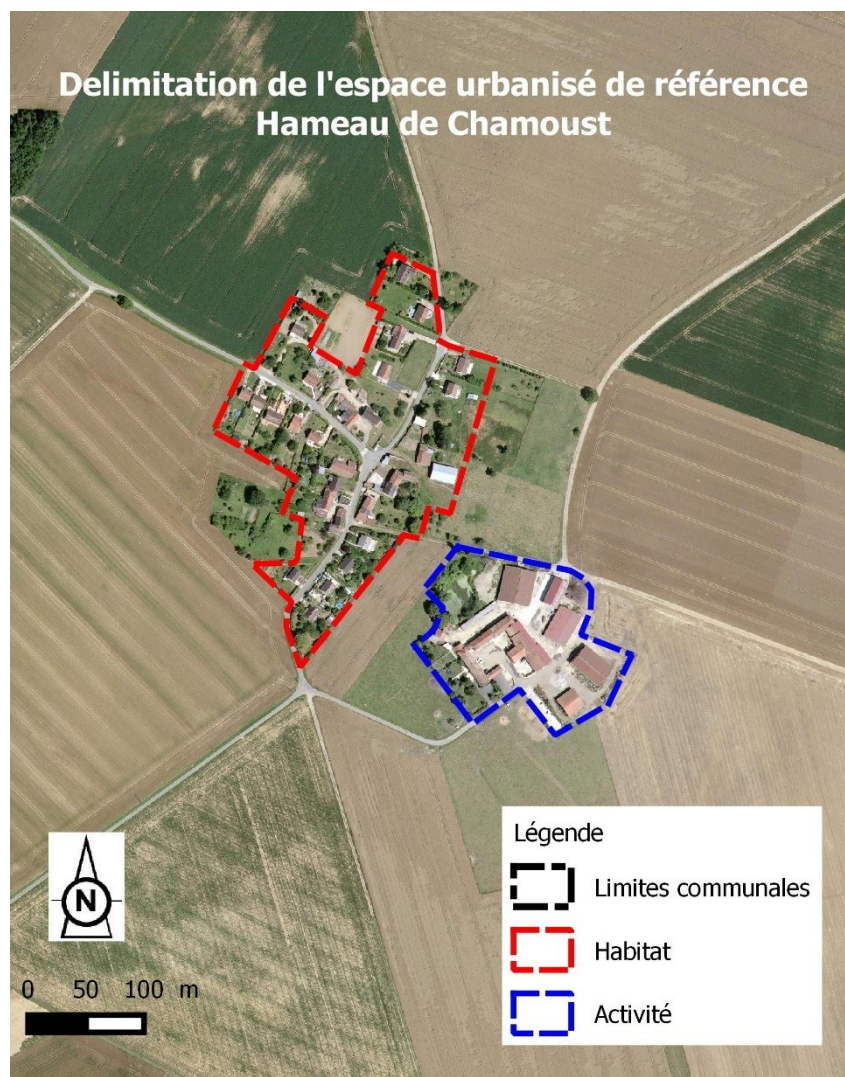 Delimitation de l'espace urbanisé de référence
Hameau de Chamoust
Légende
Limites communales
Habitat
Activité
N
0 50 100 m